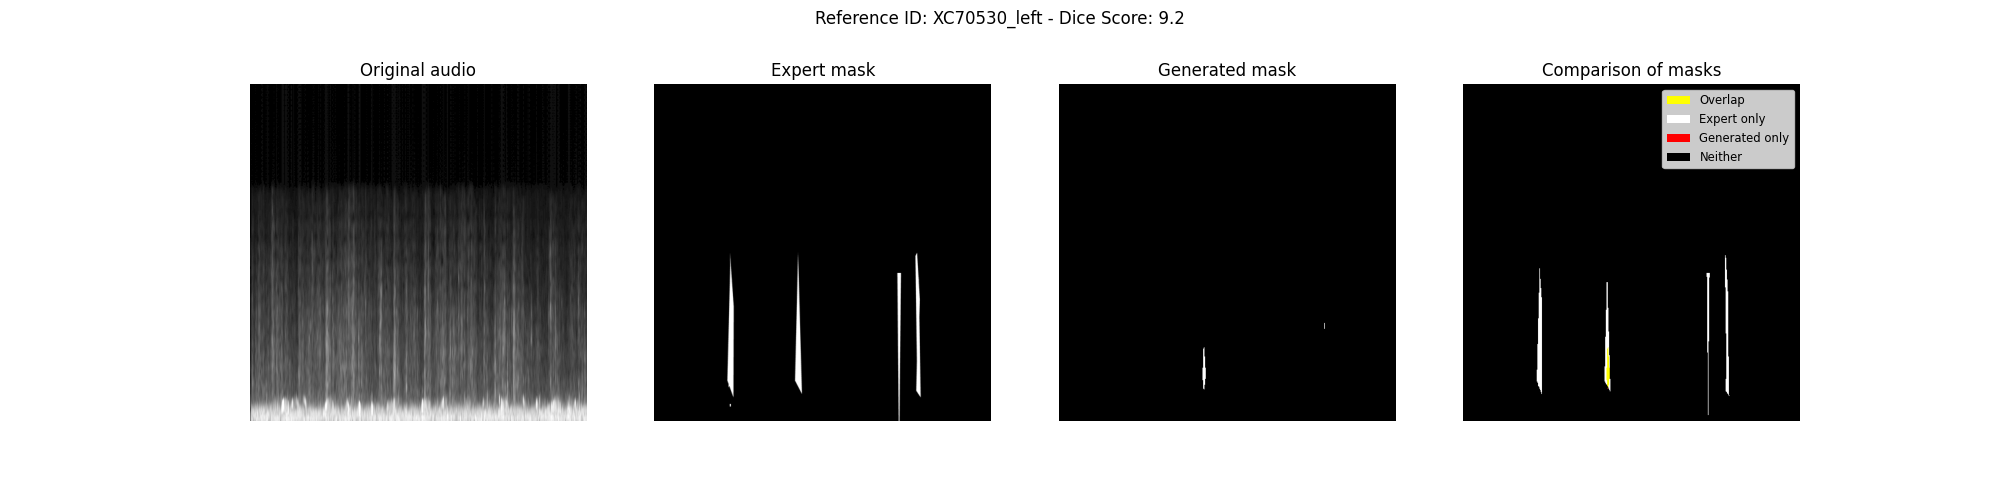 Reference ID: XC70530_left - Dice Score: 9.2
Original audio
Expert mask
Generated mask
Comparison of masks
Overlap
Expert only
Generated only
Neither